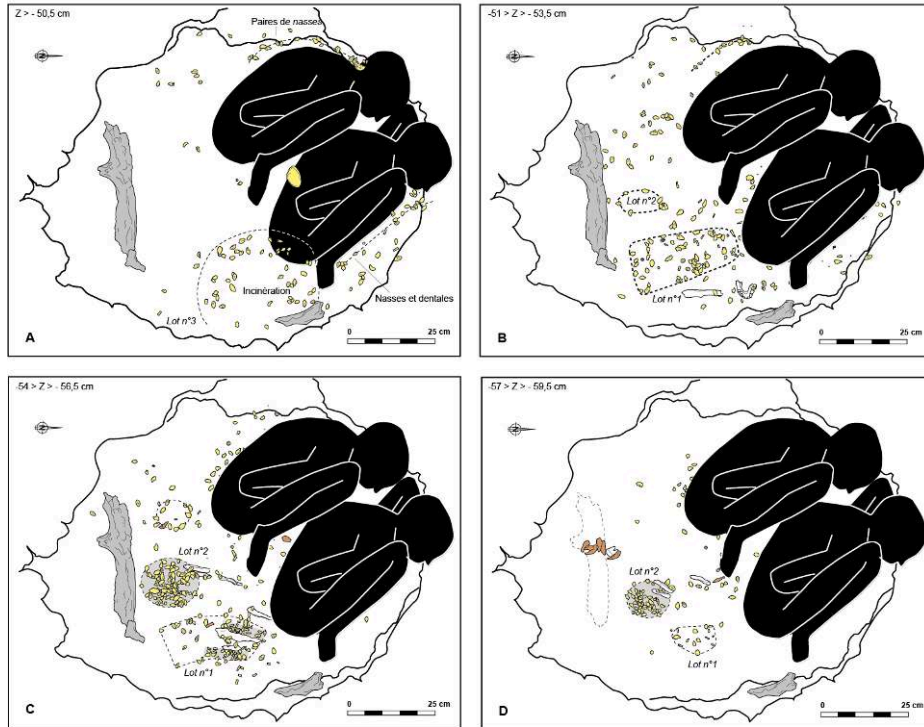 Z > - 50,5 cm
Paires de nassea
N
Incinération
Nasses et dentales
Lot n°3
A
0 25 cm
-51 > Z > - 53,5 cm
N
Lot n°2
Lot n°1
B
0 25 cm
-54 > Z > - 56,5 cm
N
Lot n°2
Lot n°1
C
0 25 cm
-57 > Z > - 59,5 cm
N
Lot n°2
Lot n°1
D
0 25 cm